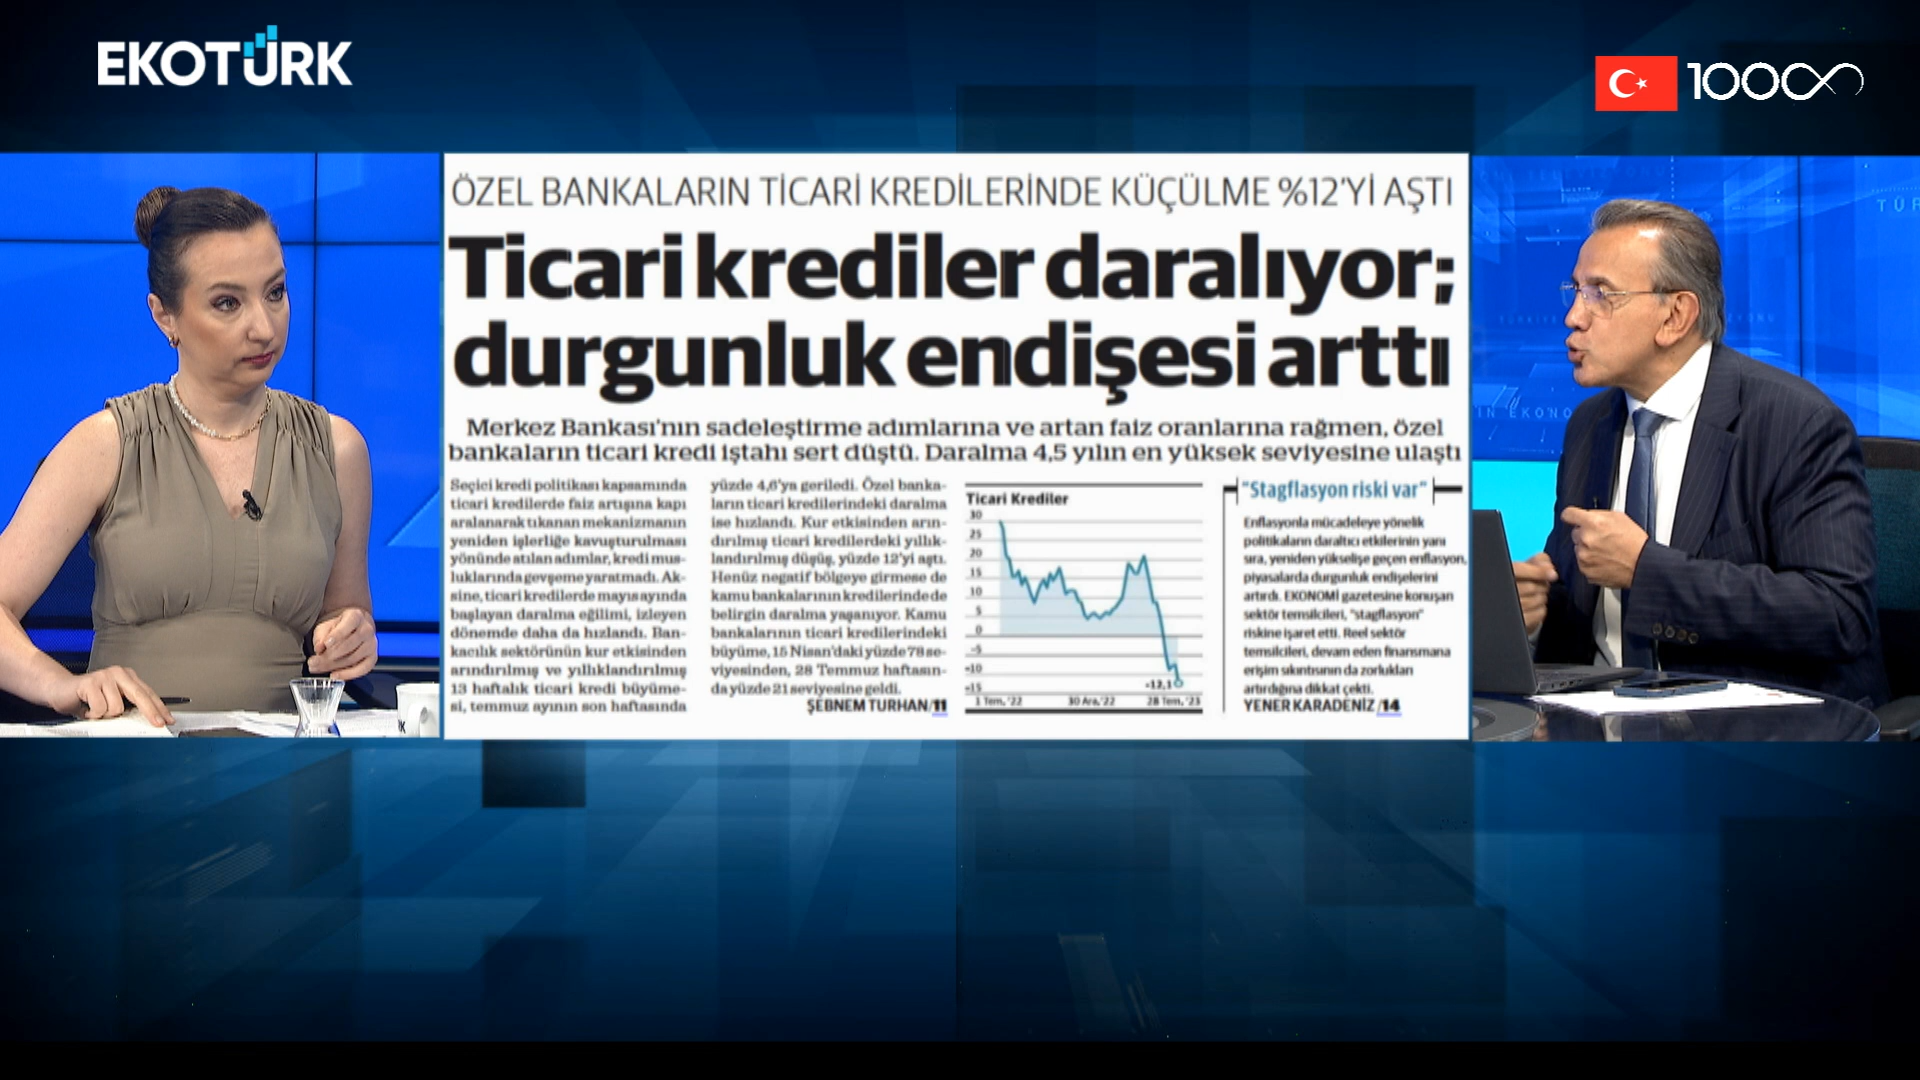 EKOTÜRK
100
ÖZEL BANKALARIN TİCARİ KREDİLERİNDE KÜÇÜLME %12'Yİ AŞTI
Ticari krediler daralıyor;
durgunluk endişesi arttı
Merkez Bankası'nın sadeleştirme adımlarına ve artan faiz oranlarına rağmen, özel
bankaların ticari kredi iştahı sert düştü. Daralma 4,5 yılın en yüksek seviyesine ulaştı
Seçici kredi politikası kapsamında
ticari kredilerde faiz artışına kapı
aralanarak tıkanan mekanizmanın
yeniden işlerliğe kavuşturulması
yönünde atılan adımlar, kredi mus-
luklarında gevşeme yaratmadı. Ak-
sine, ticari kredilerde mayıs ayında
başlayan daralma eğilimi, izleyen
dönemde daha da hızlandı. Ban-
kacılık sektörünün kur etkisinden
arındırılmış ve yıllıklandırılmış
13 haftalık ticari kredi büyüme-
si, temmuz ayının son haftasında
yüzde 4,6'ya geriledi. Özel banka-
ların ticari kredilerindeki daralma
ise hızlandı. Kur etkisinden arın-
dırılmış ticari kredilerdeki yıllık-
landırılmış düşüş, yüzde 12'yi aştı.
Henüz negatif bölgeye girmese de
kamu bankalarının kredilerinde de
belirgin daralma yaşanıyor. Kamu
bankalarının ticari kredilerindeki
büyüme, 15 Nisan'daki yüzde 78 se-
viyesinden, 28 Temmuz haftasın-
da yüzde 21 seviyesine geldi.
ŞEBNEM TURHAN/11
Ticari Krediler
30
25
20
15
10
5
0
-5
-10
-15
-12,1
1 Tem. '22
30 Ara.'22
28 Tem. '23
"Stagflasyon riski var"
Enflasyonla mücadeleye yönelik
politikaların daraltıcı etkilerinin yanı
sıra, yeniden yükselişe geçen enflasyon,
piyasalarda durgunluk endişelerini
artırdı. EKONOMİ gazetesine konuşan
sektör temsilcileri, "stagflasyon"
riskine işaret etti. Reel sektör
temsilcileri, devam eden finansmana
erişim sıkıntısının da zorlukları
artırdığına dikkat çekti.
YENER KARADENİZ /14